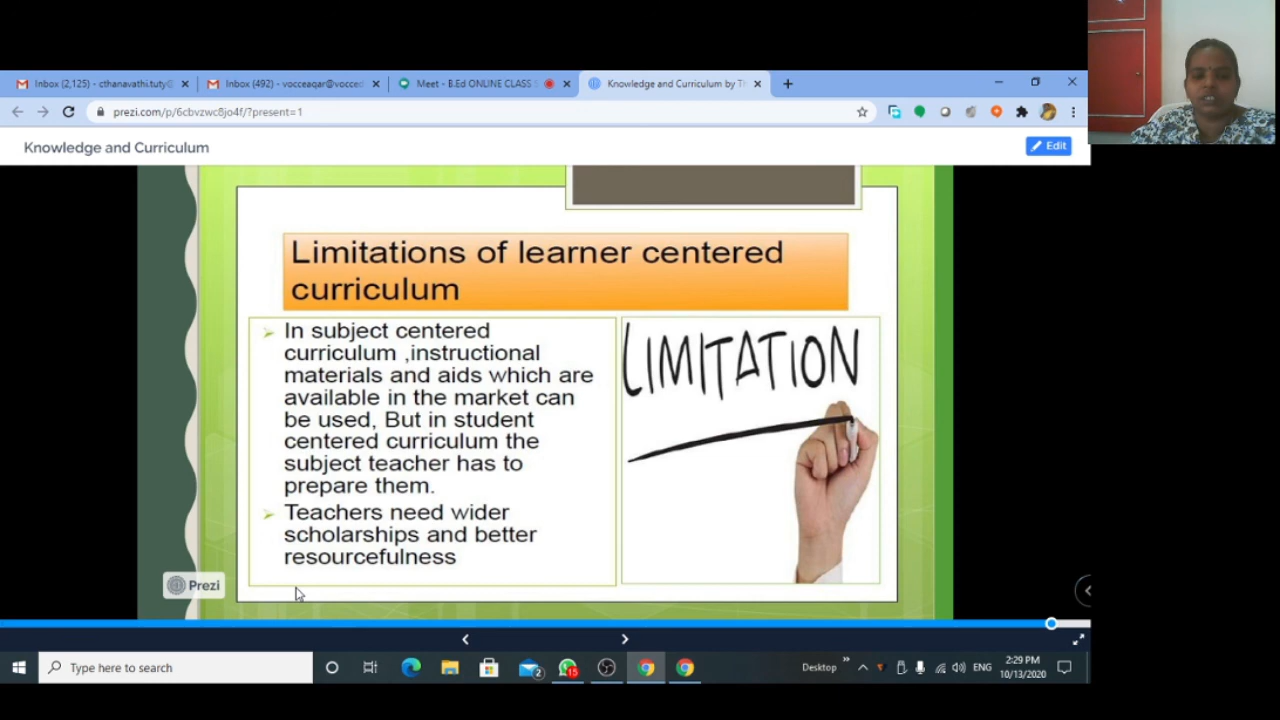 Inbox (2,125) - cthanavathi.tuty@
Inbox (492) - vocceaqar@vocced
Meet - B.Ed ONLINE CLASS S
Knowledge and Curriculum by Th
prezi.com/p/6cbvzwc8jo4f/?present=1
Knowledge and Curriculum
Edit
Limitations of learner centered
curriculum
In subject centered
curriculum ,instructional
materials and aids which are
available in the market can
be used, But in student
centered curriculum the
subject teacher has to
prepare them.
Teachers need wider
scholarships and better
resourcefulness
LIMITATION
Prezi
Type here to search
2
15
Desktop
ENG
2:29 PM
10/13/2020